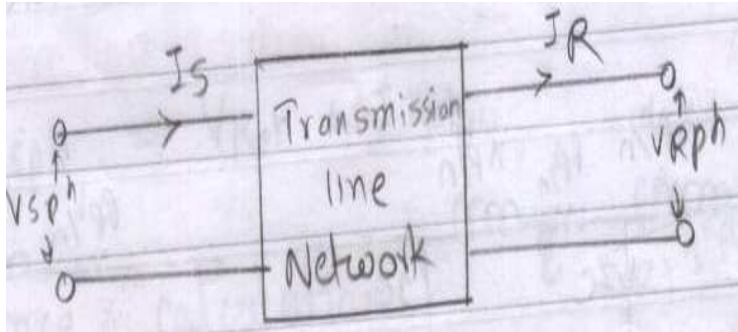 IS
IR
Transmission
line
Network
Vsph
VRph